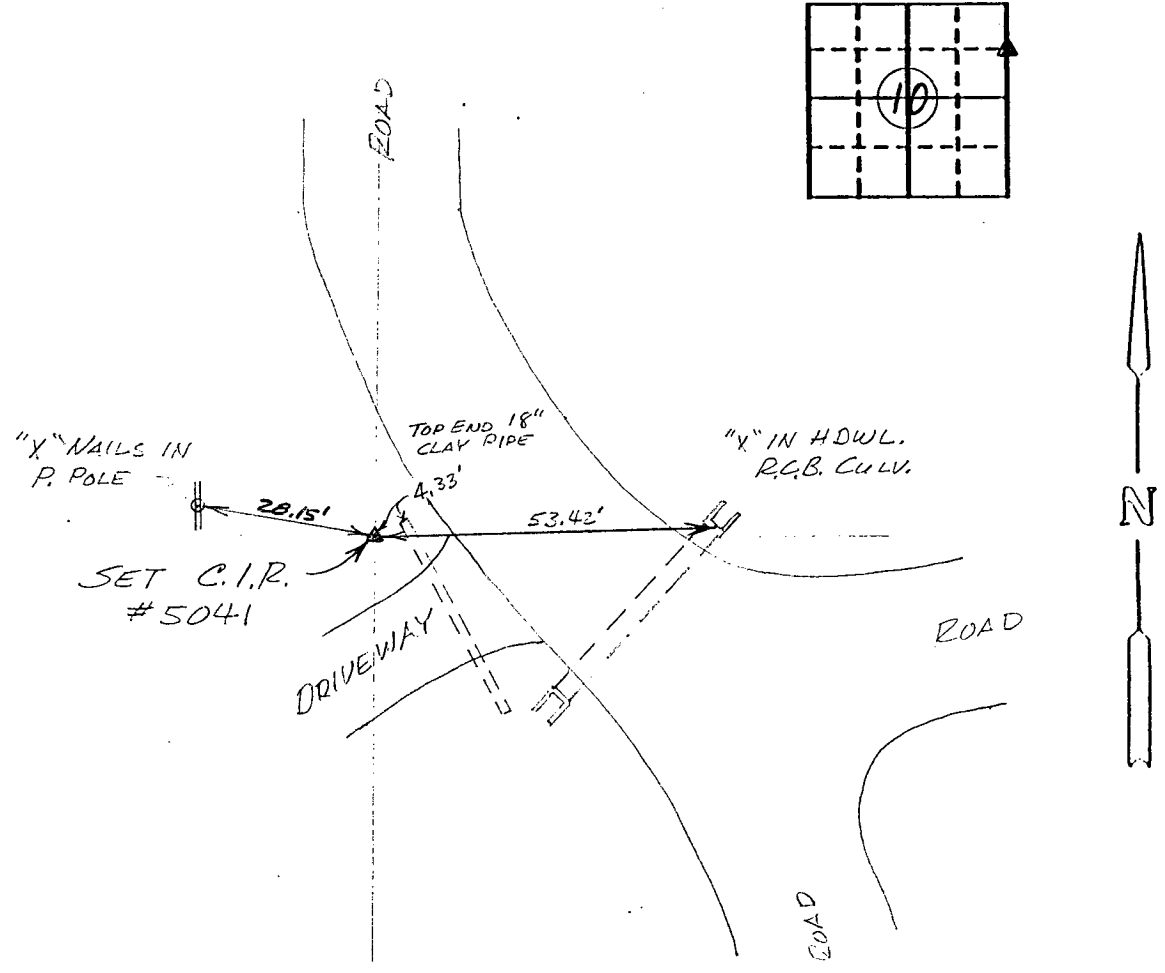 10
ROAD
"X" NAILS IN
P. POLE
TOP END 18"
CLAY PIPE
"X" IN HDWL.
R.C.B. CULV.
28.15'
4.33'
53.42'
N
SET C.I.R.
#5041
DRIVEWAY
ROAD
ROAD